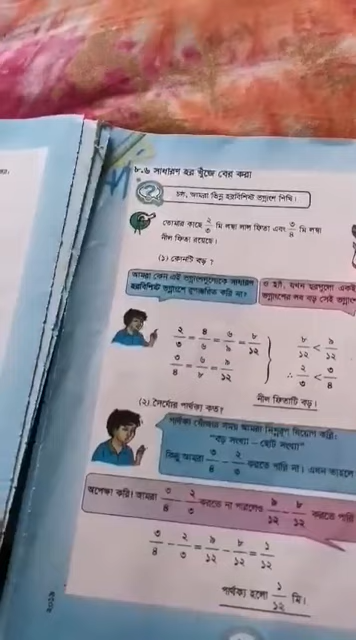 ৮.৬ সাধারণ হর খুঁজে বের করা
চল, আমরা ভিন্ন হরবিশিষ্ট ভগ্নাংশ শিখি।
তোমার কাছে ২/৩ মি লম্বা লাল ফিতা এবং ৩/৪ মি লম্বা
নীল ফিতা রয়েছে।
(১) কোনটি বড় ?
আমরা কেন এই ভগ্নাংশগুলোকে সাধারণ
হরবিশিষ্ট ভগ্নাংশে রূপান্তরিত করি না?
ও হ্যাঁ, যখন হরগুলো একই
ভগ্নাংশের লব বড় সেই ভগ্নাংশ
২/৩ = ৪/৬ = ৬/৯ = ৮/১২
৩/৪ = ৬/৮ = ৯/১২
৮/১২ < ৯/১২
∴ ২/৩ < ৩/৪
নীল ফিতাটি বড়।
(২) দৈর্ঘ্যের পার্থক্য কত?
পার্থক্য খোঁজার সময় আমরা নিম্নরূপ বিয়োগ করি।
"বড় সংখ্যা – ছোট সংখ্যা"
কিন্তু আমরা ৩/৪ - ২/৩ করতে পারি না। এখন তাহলে
অপেক্ষা করি। আমরা ৩/৪ - ২/৩ করতে না পারলেও ৯/১২ - ৮/১২ করতে পারি
৩/৪ - ২/৩ = ৯/১২ - ৮/১২ = ১/১২
পার্থক্য হলো ১/১২ মি।
২০১৯